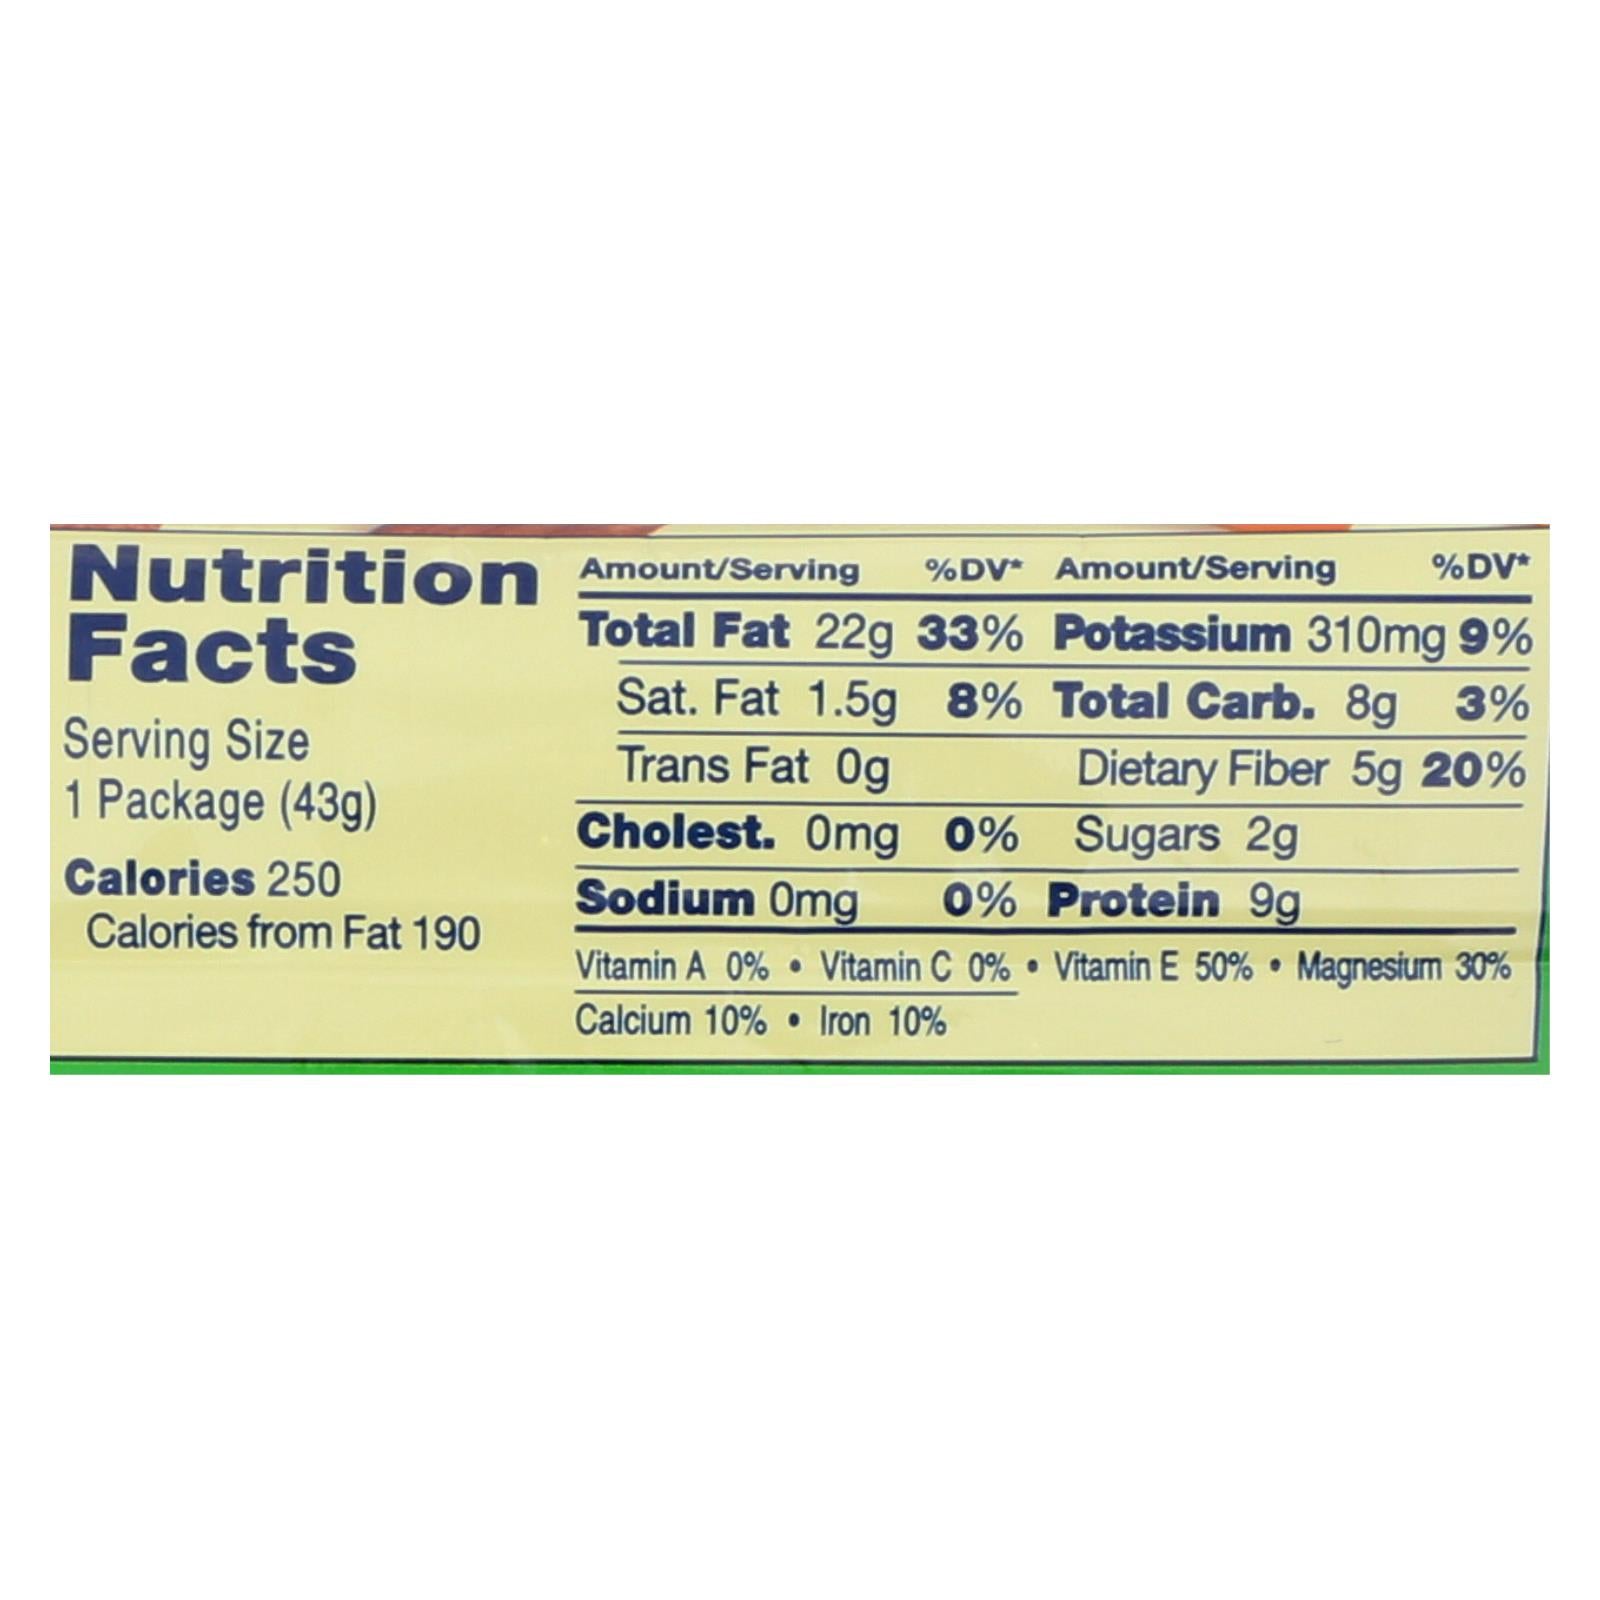 Nutrition
Facts
Serving Size
1 Package (43g)
Calories 250
Calories from Fat 190
Amount/Serving %DV* Amount/Serving %DV*
Total Fat 22g 33% Potassium 310mg 9%
Sat. Fat 1.5g 8% Total Carb. 8g 3%
Trans Fat 0g Dietary Fiber 5g 20%
Cholest. 0mg 0% Sugars 2g
Sodium 0mg 0% Protein 9g
Vitamin A 0% • Vitamin C 0% • Vitamin E 50% • Magnesium 30%
Calcium 10% • Iron 10%